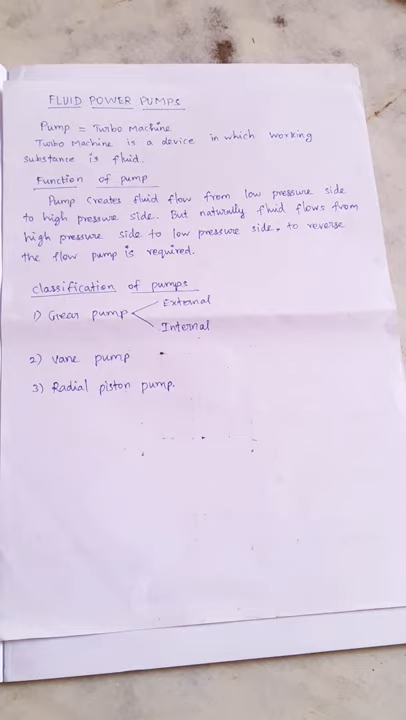 FLUID POWER PUMPS
Pump = Turbo Machine
Turbo Machine is a device in which working
substance is fluid.
Function of pump
Pump creates fluid flow from low pressure side
to high pressure side. But naturally fluid flows from
high pressure side to low pressure side, to reverse
the flow pump is required.
Classification of pumps
External
1) Gear pump
Internal
2) Vane pump
3) Radial piston pump.